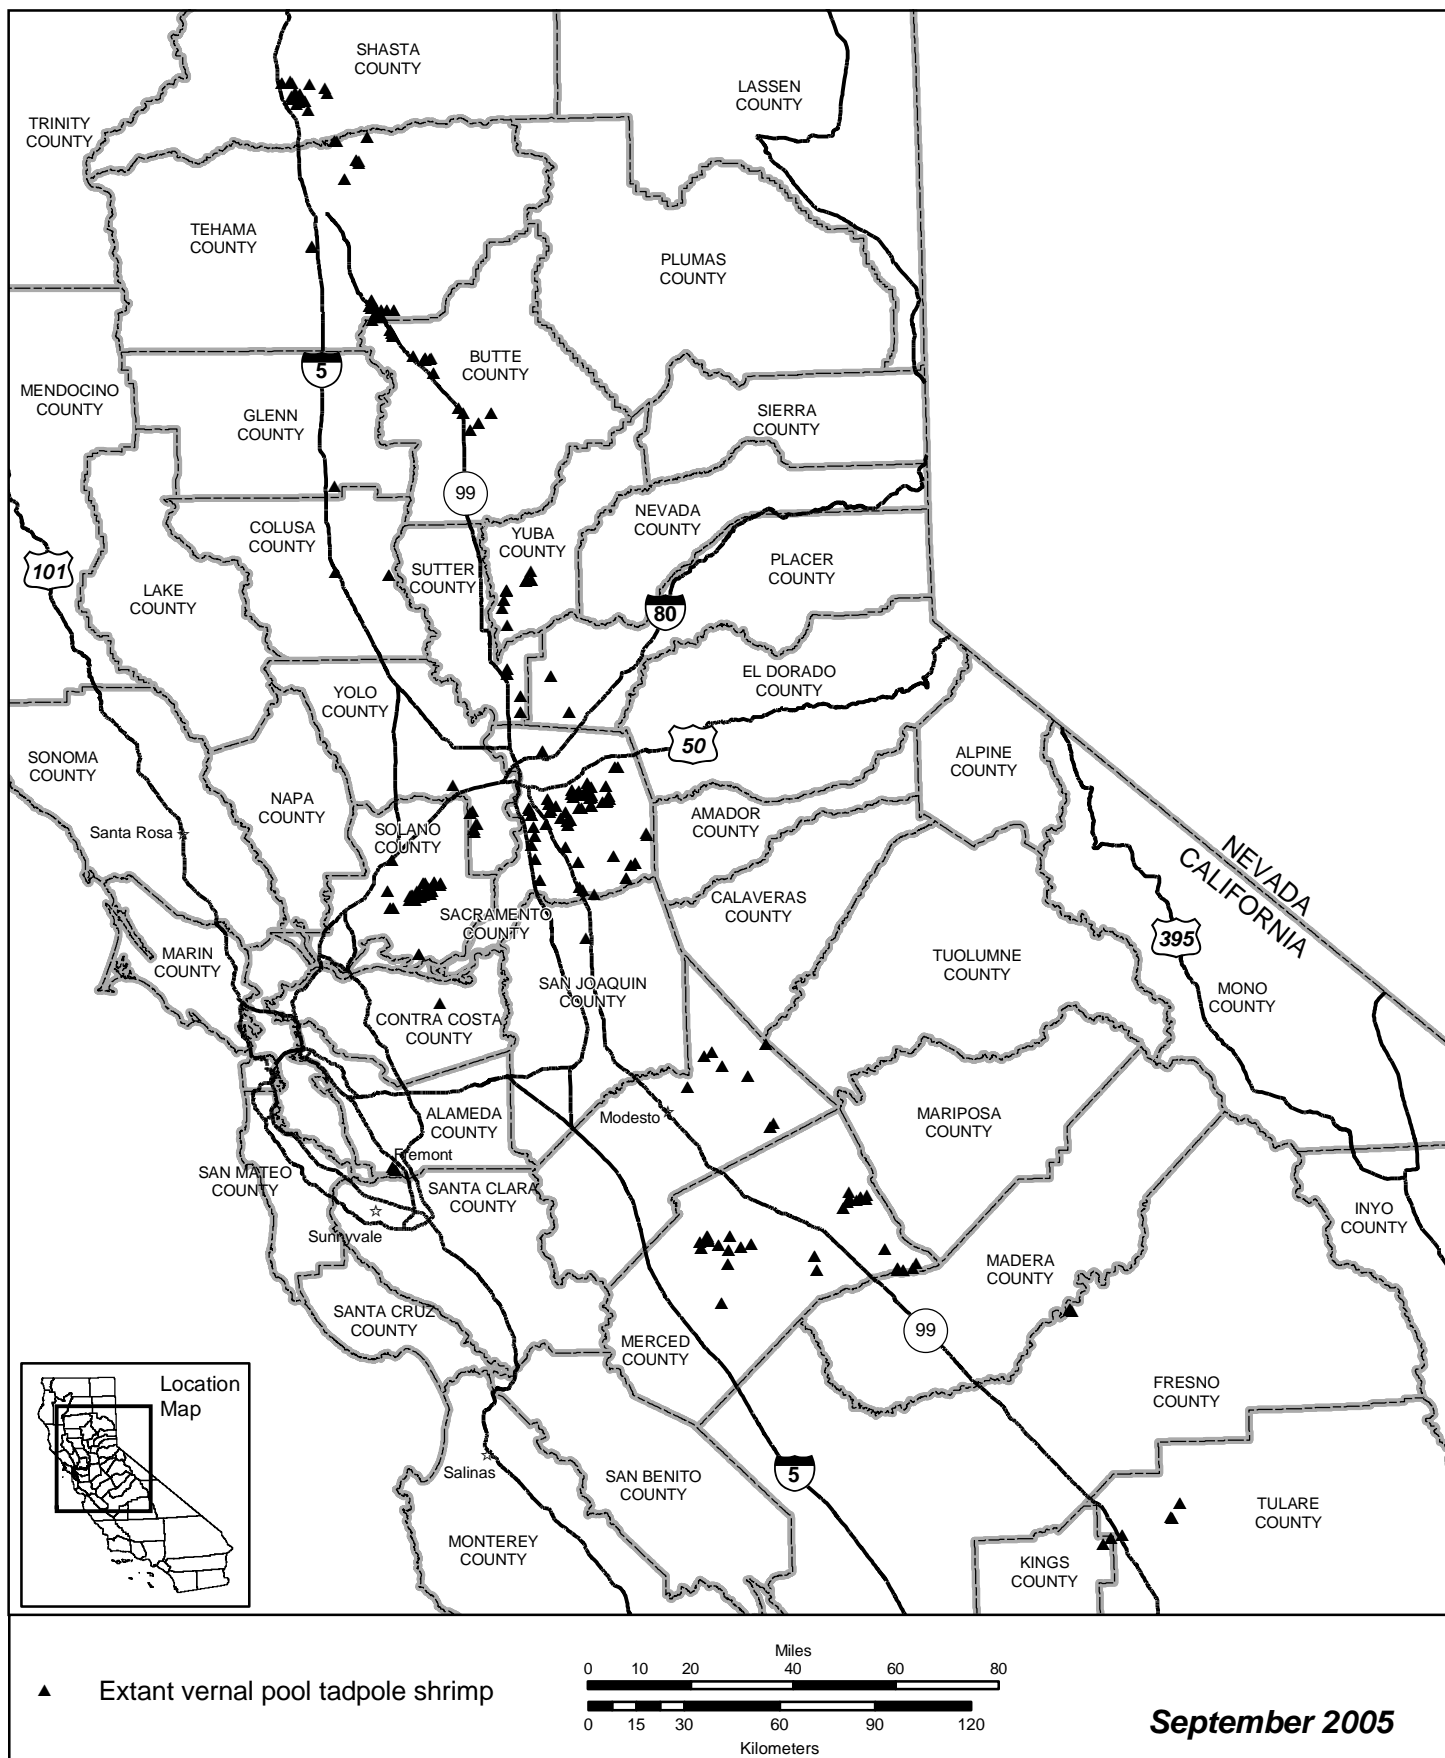 SHASTA
COUNTY
LASSEN
COUNTY
TRINITY
COUNTY
TEHAMA
COUNTY
PLUMAS
COUNTY
BUTTE
COUNTY
5
MENDOCINO
COUNTY
GLENN
COUNTY
SIERRA
COUNTY
99
NEVADA
COUNTY
COLUSA
COUNTY
YUBA
COUNTY
PLACER
COUNTY
101
LAKE
COUNTY
SUTTER
COUNTY
80
EL DORADO
COUNTY
YOLO
COUNTY
50
SONOMA
COUNTY
ALPINE
COUNTY
NAPA
COUNTY
AMADOR
COUNTY
Santa Rosa
SOLANO
COUNTY
NEVADA
CALIFORNIA
CALAVERAS
COUNTY
SACRAMENTO
COUNTY
395
MARIN
COUNTY
TUOLUMNE
COUNTY
SAN JOAQUIN
COUNTY
MONO
COUNTY
CONTRA COSTA
COUNTY
ALAMEDA
COUNTY
Modesto
MARIPOSA
COUNTY
Fremont
SAN MATEO
COUNTY
SANTA CLARA
COUNTY
INYO
COUNTY
Sunnyvale
MADERA
COUNTY
SANTA CRUZ
COUNTY
MERCED
COUNTY
99
FRESNO
COUNTY
Location
Map
Salinas
SAN BENITO
COUNTY
5
TULARE
COUNTY
MONTEREY
COUNTY
KINGS
COUNTY
Extant vernal pool tadpole shrimp
Miles
0 10 20 40 60 80
0 15 30 60 90 120
Kilometers
September 2005